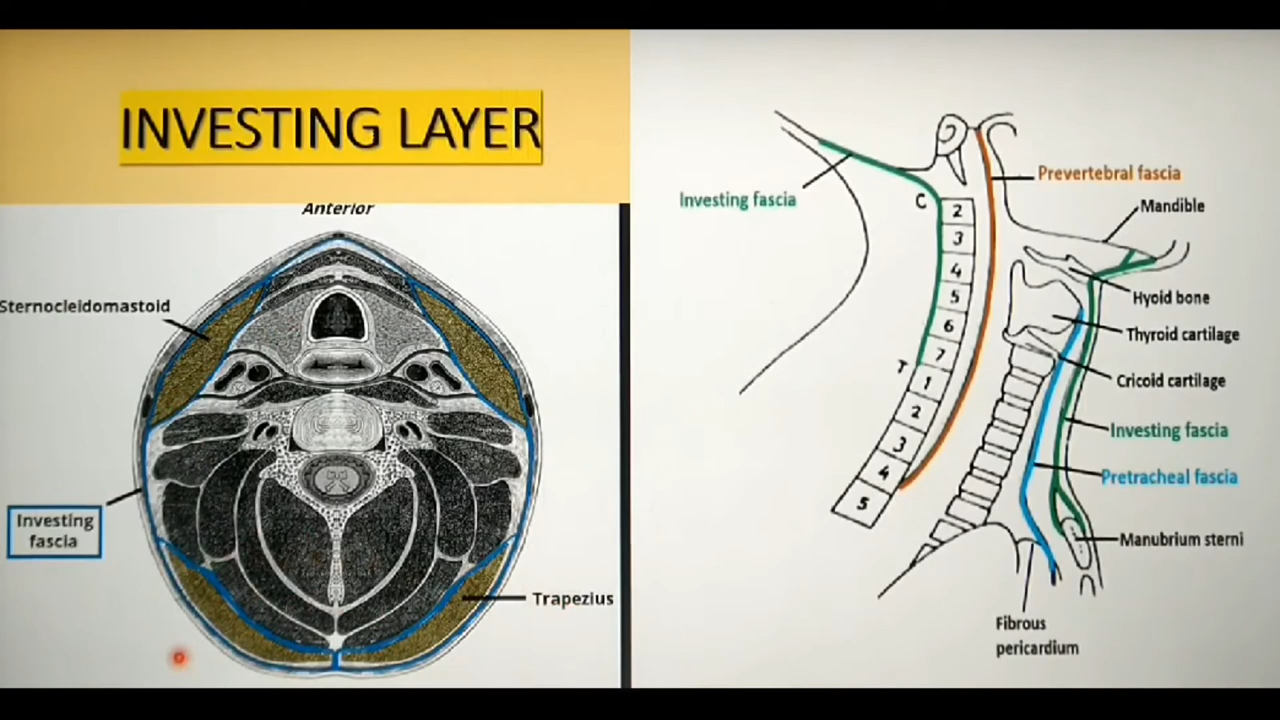 INVESTING LAYER
Anterior
Sternocleidomastoid
Investing
fascia
Trapezius
Investing fascia
Prevertebral fascia
Mandible
C
2
3
4
5
6
7
T
1
2
3
4
5
Hyoid bone
Thyroid cartilage
Cricoid cartilage
Investing fascia
Pretracheal fascia
Manubrium sterni
Fibrous
pericardium